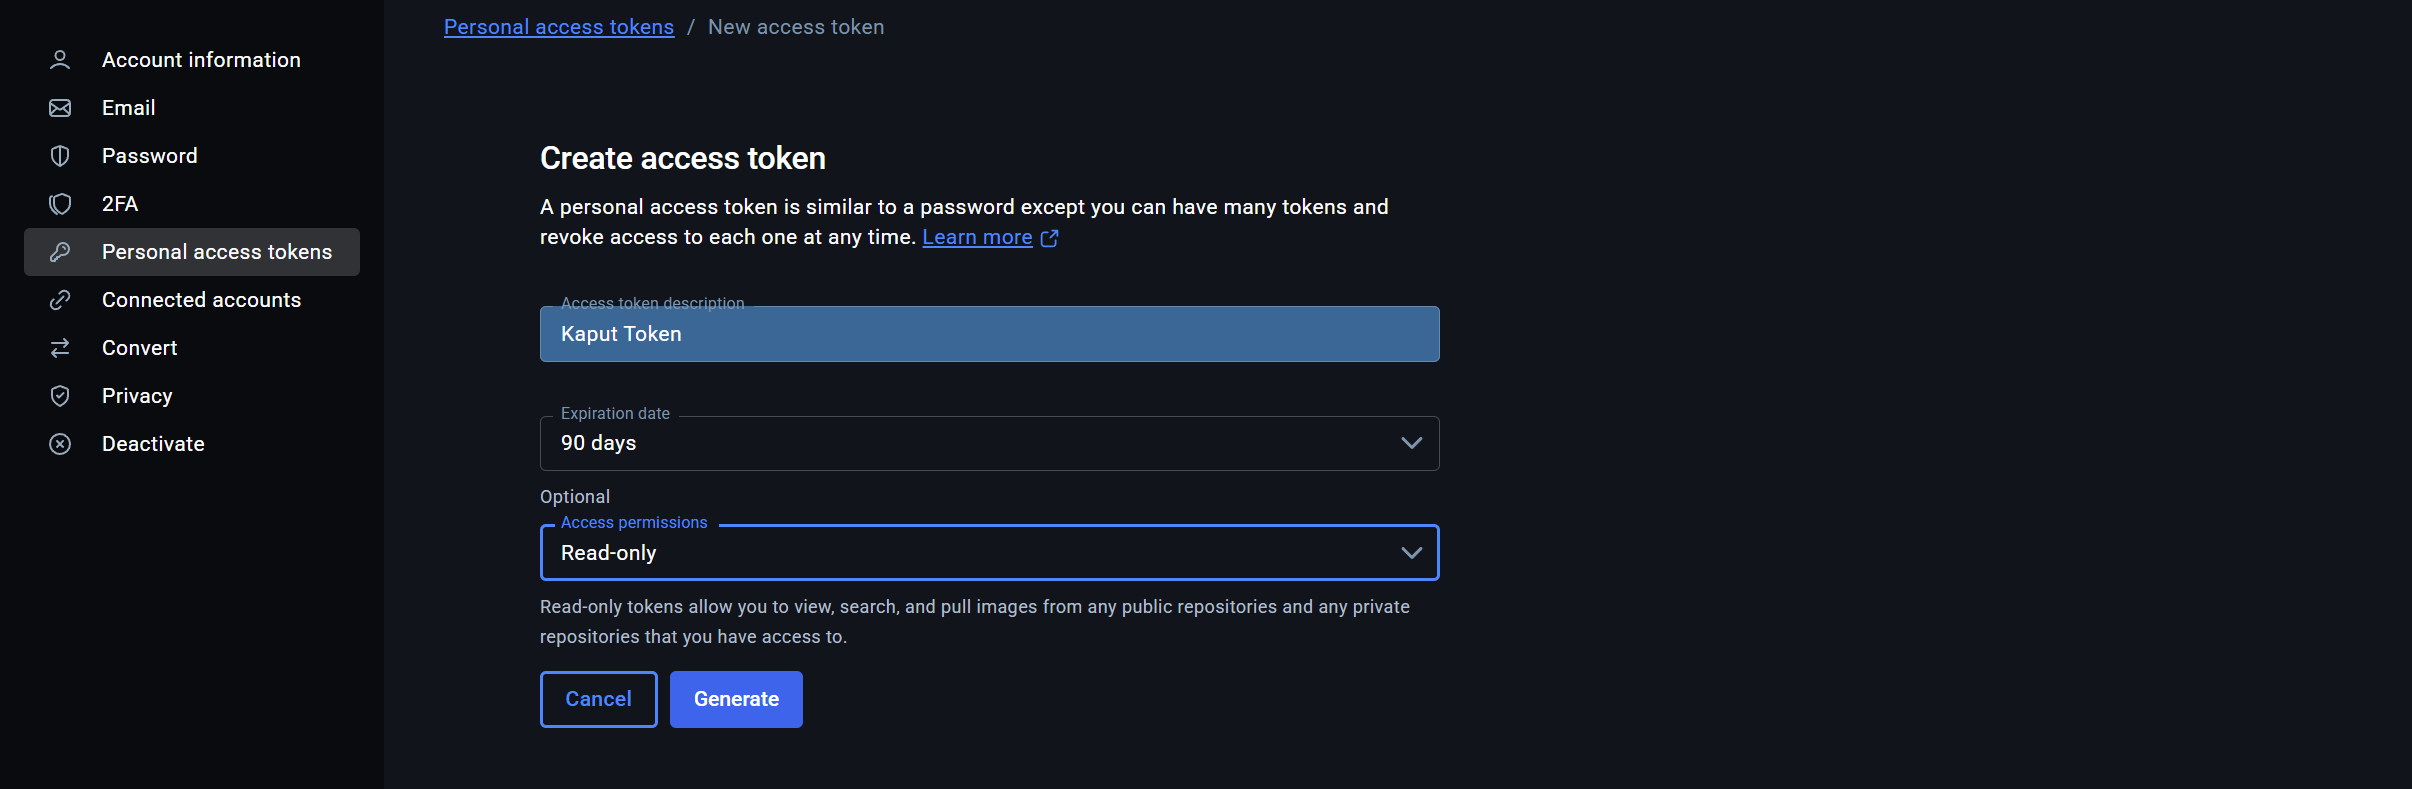 Personal access tokens / New access token
Account information
Email
Password
2FA
Personal access tokens
Connected accounts
Convert
Privacy
Deactivate
Create access token
A personal access token is similar to a password except you can have many tokens and
revoke access to each one at any time. Learn more
Access token description
Kaput Token
Expiration date
90 days
Optional
Access permissions
Read-only
Read-only tokens allow you to view, search, and pull images from any public repositories and any private
repositories that you have access to.
Cancel Generate